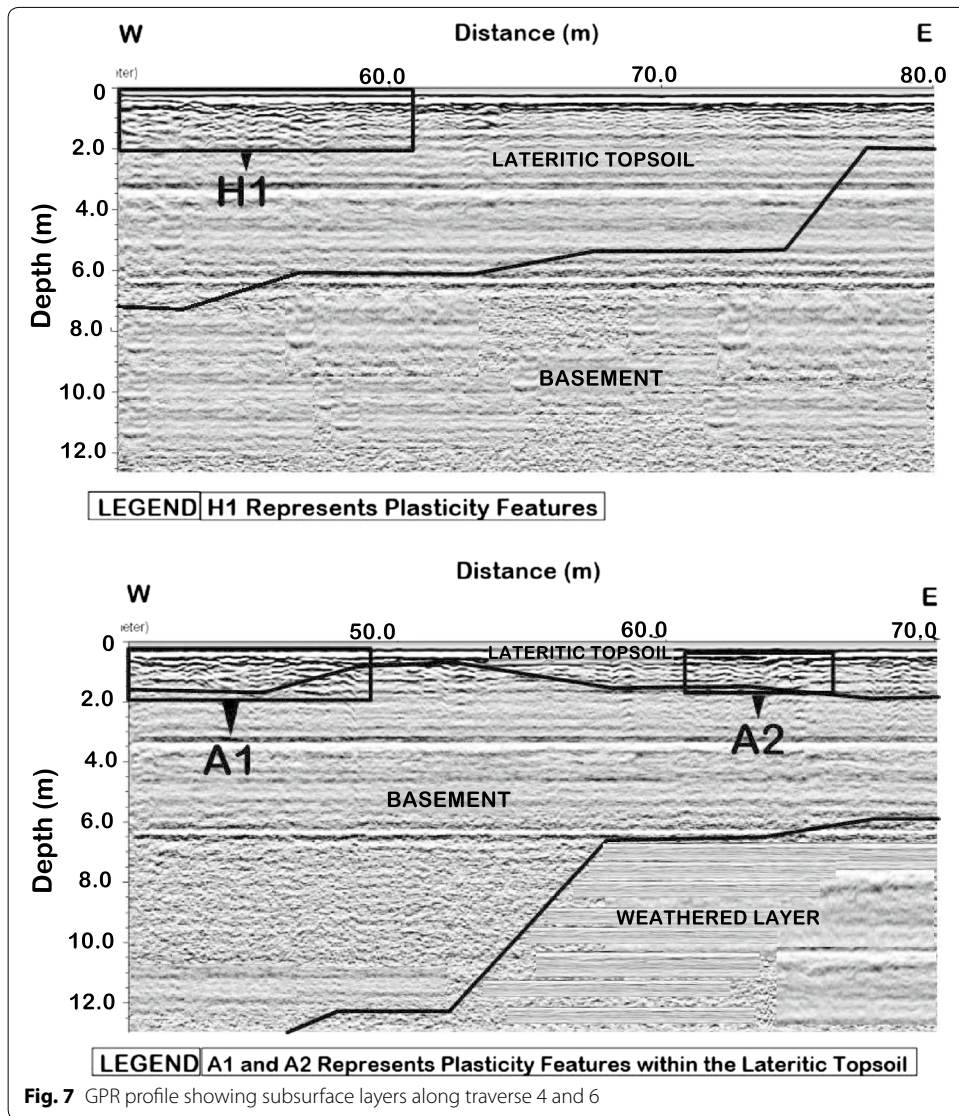 W Distance (m) E
60.0 70.0 80.0
0
2.0
4.0
6.0
8.0
10.0
12.0
Depth (m)
LATERITIC TOPSOIL
H1
BASEMENT
LEGEND H1 Represents Plasticity Features
Distance (m)
W E
50.0 60.0 70.0
0
2.0
4.0
6.0
8.0
10.0
12.0
Depth (m)
LATERITIC TOPSOIL
A1
A2
BASEMENT
WEATHERED LAYER
LEGEND A1 and A2 Represents Plasticity Features within the Lateritic Topsoil
Fig. 7 GPR profile showing subsurface layers along traverse 4 and 6